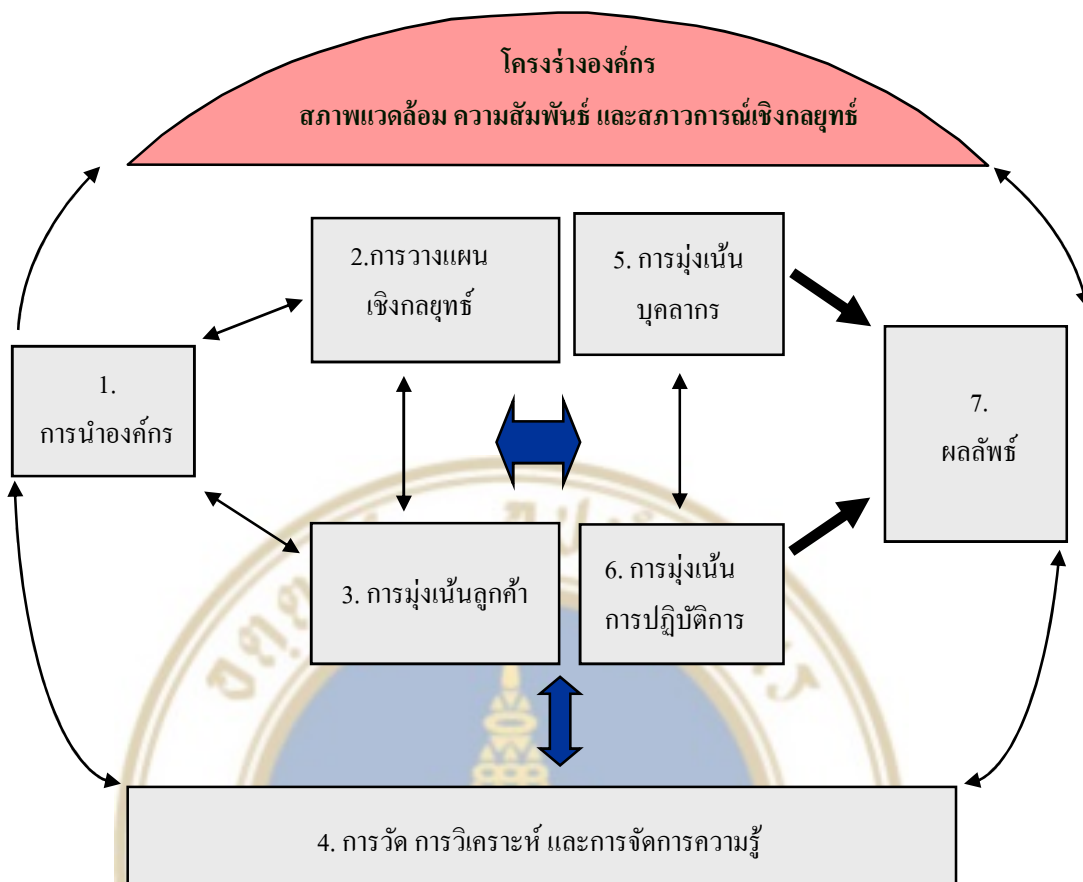 โครงร่างองค์กร
สภาพแวดล้อม ความสัมพันธ์ และสภาวการณ์เชิงกลยุทธ์
2.การวางแผน
เชิงกลยุทธ์
5. การมุ่งเน้น
บุคลากร
1.
การนำองค์กร
7.
ผลลัพธ์
3. การมุ่งเน้นลูกค้า
6. การมุ่งเน้น
การปฏิบัติการ
4. การวัด การวิเคราะห์ และการจัดการความรู้